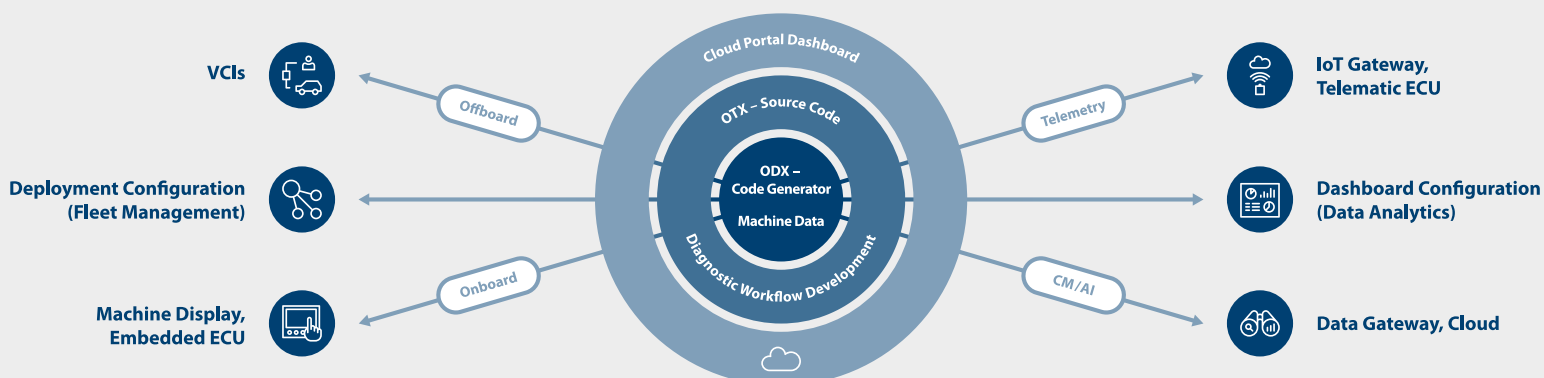 VCIs
Offboard
Deployment Configuration
(Fleet Management)
Onboard
Machine Display,
Embedded ECU
Cloud Portal Dashboard
OTX – Source Code
ODX –
Code Generator
Machine Data
Diagnostic Workflow Development
Telemetry
IoT Gateway,
Telematic ECU
Dashboard Configuration
(Data Analytics)
CM/AI
Data Gateway, Cloud